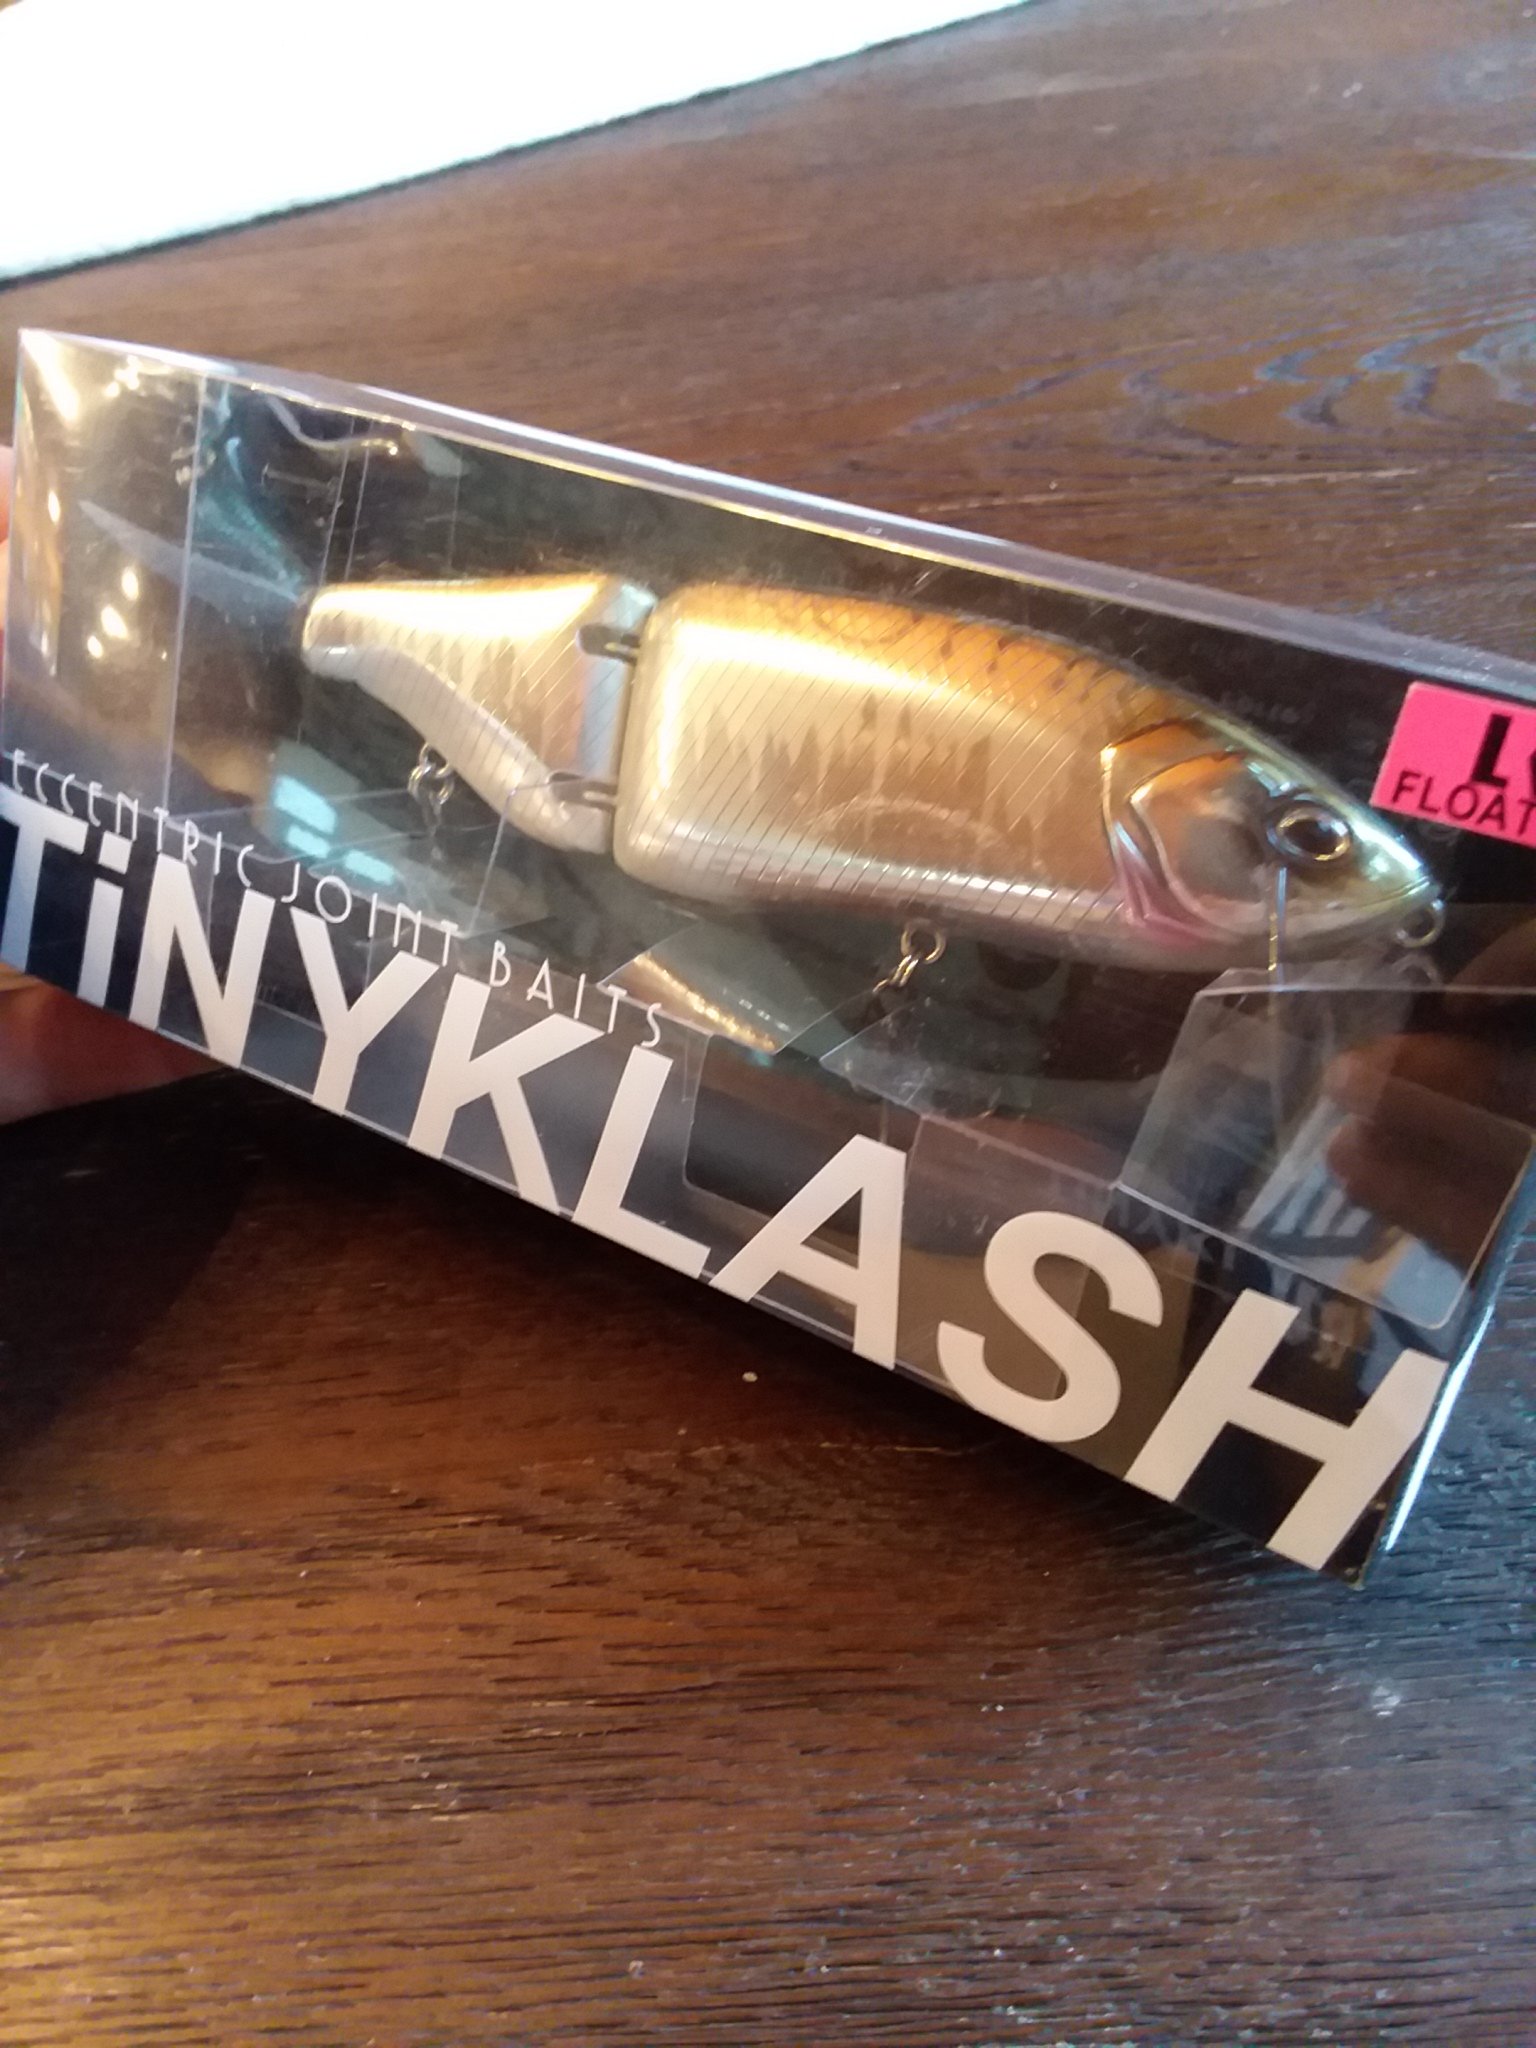 ECCENTRIC JOINT BAITS
TiNYKLASH
FLOAT